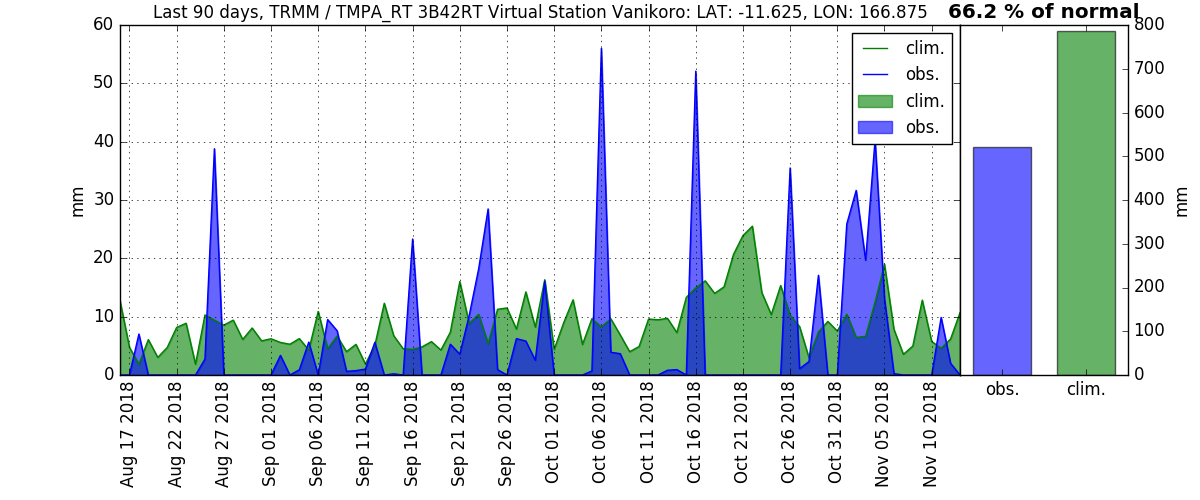 Last 90 days, TRMM / TMPA_RT 3B42RT Virtual Station Vanikoro: LAT: -11.625, LON: 166.875
66.2 % of normal
60
50
40
30
20
10
0
mm
clim.
obs.
clim.
obs.
800
700
600
500
400
300
200
100
0
mm
obs.
clim.
Aug 17 2018
Aug 22 2018
Aug 27 2018
Sep 01 2018
Sep 06 2018
Sep 11 2018
Sep 16 2018
Sep 21 2018
Sep 26 2018
Oct 01 2018
Oct 06 2018
Oct 11 2018
Oct 16 2018
Oct 21 2018
Oct 26 2018
Oct 31 2018
Nov 05 2018
Nov 10 2018